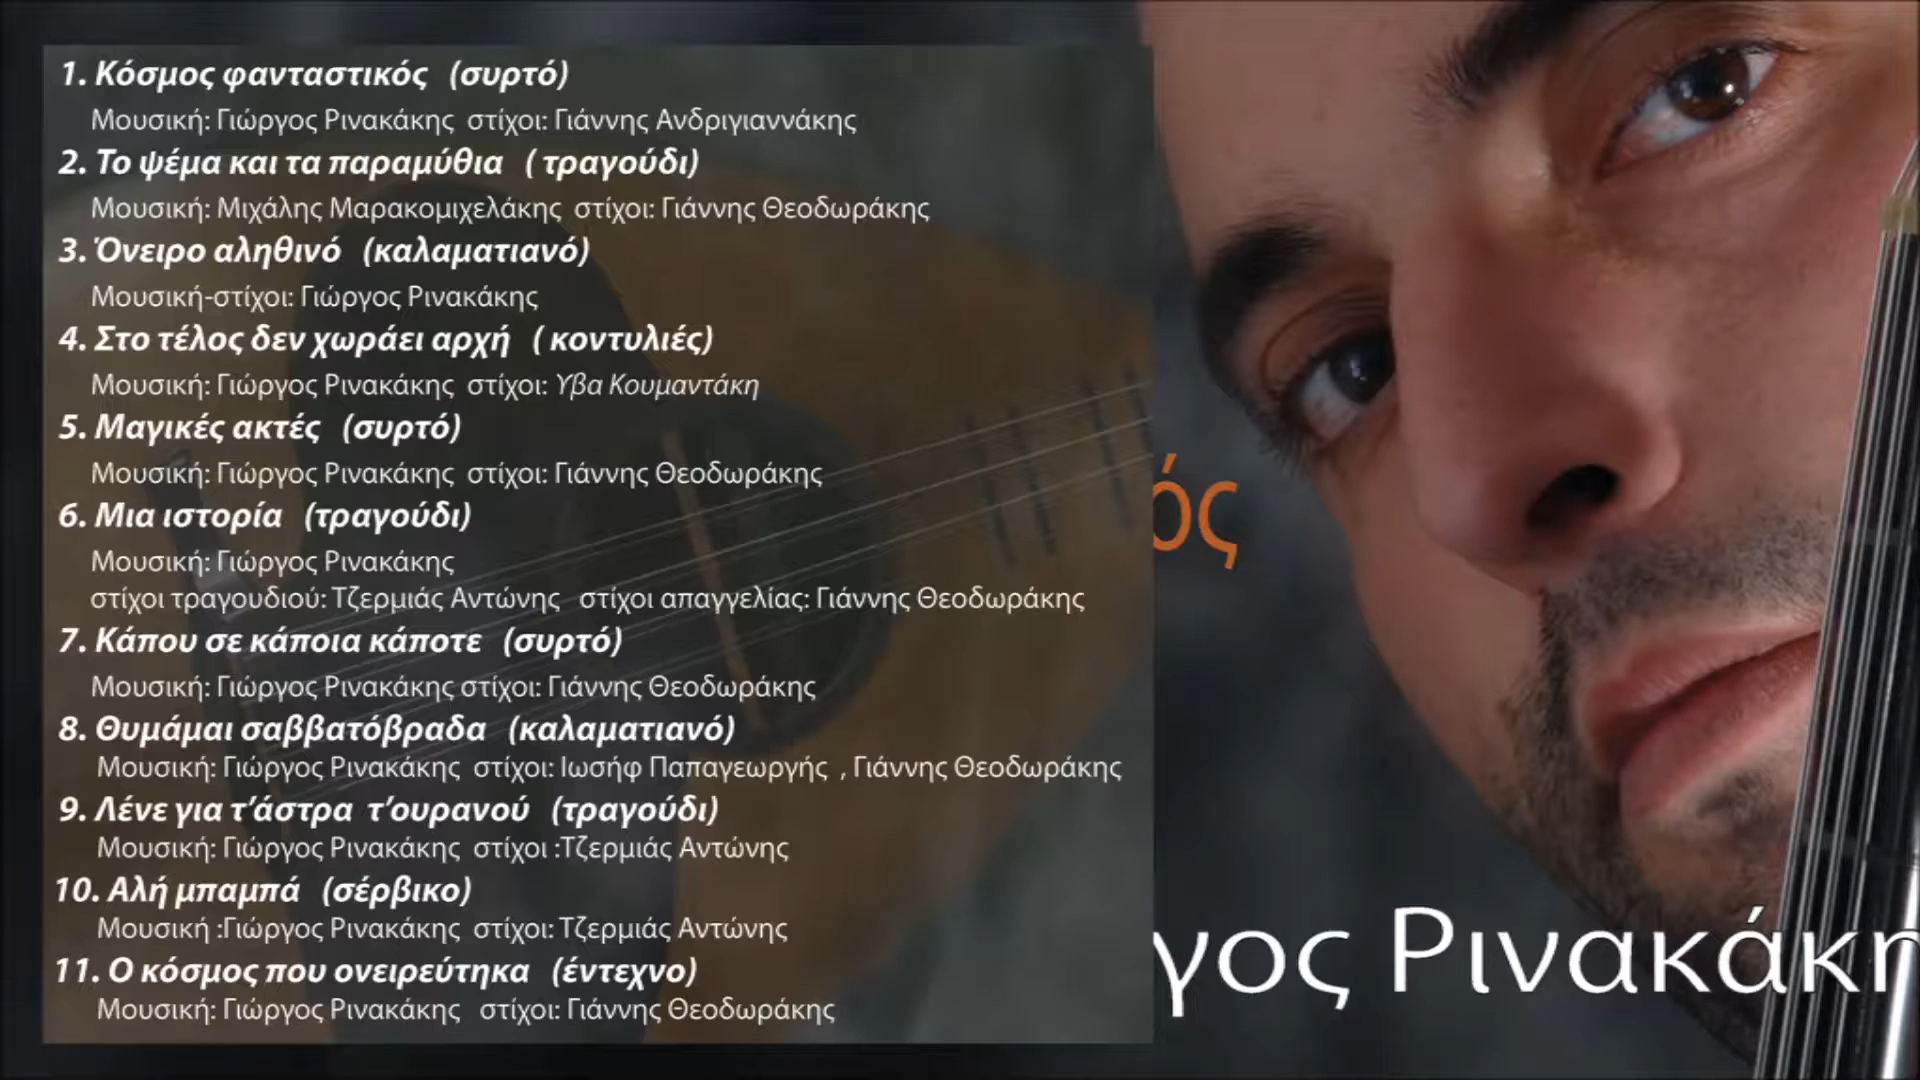 1. Κόσμος φανταστικός (συρτό)
Μουσική: Γιώργος Ρινακάκης στίχοι: Γιάννης Ανδριγιαννάκης
2. Το ψέμα και τα παραμύθια ( τραγούδι)
Μουσική: Μιχάλης Μαρακομιχελάκης στίχοι: Γιάννης Θεοδωράκης
3. Όνειρο αληθινό (καλαματιανό)
Μουσική-στίχοι: Γιώργος Ρινακάκης
4. Στο τέλος δεν χωράει αρχή ( κοντυλιές)
Μουσική: Γιώργος Ρινακάκης στίχοι: Υβα Κουμαντάκη
5. Μαγικές ακτές (συρτό)
Μουσική: Γιώργος Ρινακάκης στίχοι: Γιάννης Θεοδωράκης
6. Μια ιστορία (τραγούδι)
Μουσική: Γιώργος Ρινακάκης
στίχοι τραγουδιού: Τζερμιάς Αντώνης στίχοι απαγγελίας: Γιάννης Θεοδωράκης
7. Κάπου σε κάποια κάποτε (συρτό)
Μουσική: Γιώργος Ρινακάκης στίχοι: Γιάννης Θεοδωράκης
8. Θυμάμαι σαββατόβραδα (καλαματιανό)
Μουσική: Γιώργος Ρινακάκης στίχοι: Ιωσήφ Παπαγεωργής , Γιάννης Θεοδωράκης
9. Λένε για τ’άστρα τ’ουρανού (τραγούδι)
Μουσική: Γιώργος Ρινακάκης στίχοι :Τζερμιάς Αντώνης
10. Αλή μπαμπά (σέρβικο)
Μουσική :Γιώργος Ρινακάκης στίχοι: Τζερμιάς Αντώνης
11. Ο κόσμος που ονειρεύτηκα (έντεχνο)
Μουσική: Γιώργος Ρινακάκης στίχοι: Γιάννης Θεοδωράκης
ός
γος Ρινακάκη